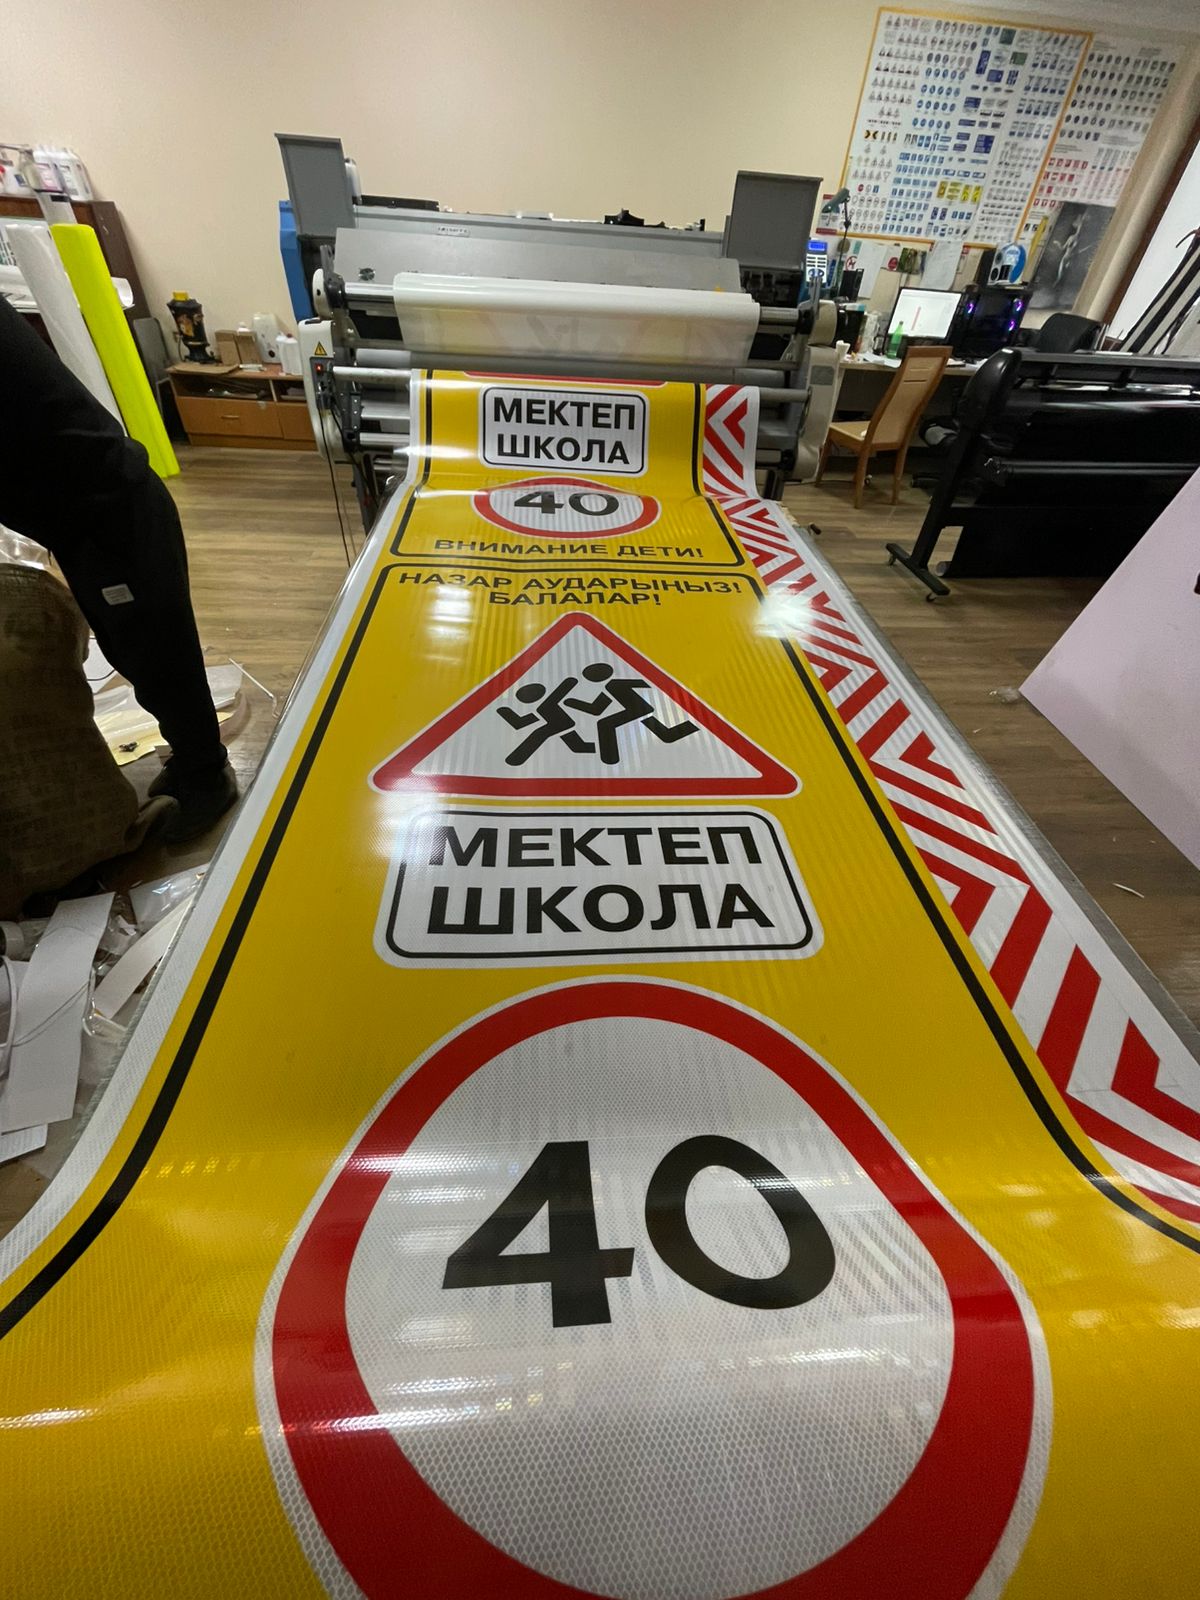 МЕКТЕП
ШКОЛА
40
ВНИМАНИЕ ДЕТИ!
НАЗАР АУДАРЫҢЫЗ!
БАЛАЛАР!
МЕКТЕП
ШКОЛА
40